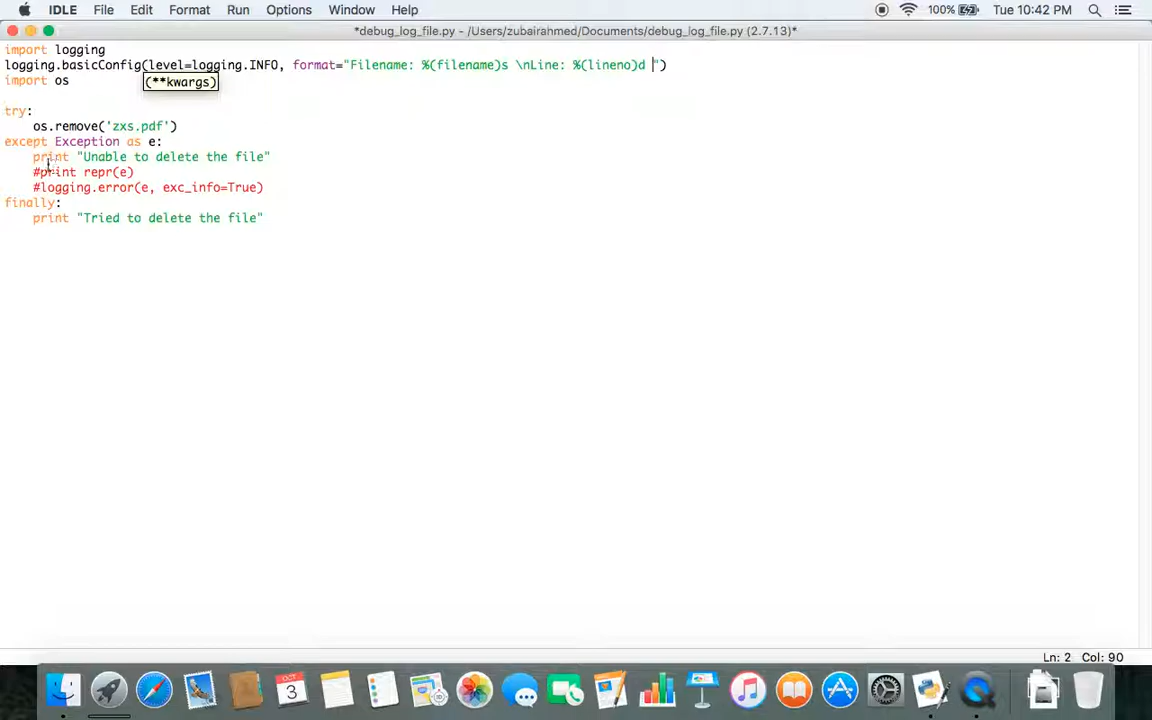 IDLE File Edit Format Run Options Window Help 100% Tue 10:42 PM
*debug_log_file.py - /Users/zubairahmed/Documents/debug_log_file.py (2.7.13)*
import logging
logging.basicConfig(level=logging.INFO, format="Filename: %(filename)s \nLine: %(lineno)d ")
import os
(**kwargs)
try:
os.remove('zxs.pdf')
except Exception as e:
print "Unable to delete the file"
#print repr(e)
#logging.error(e, exc_info=True)
finally:
print "Tried to delete the file"
Ln: 2 Col: 90
3